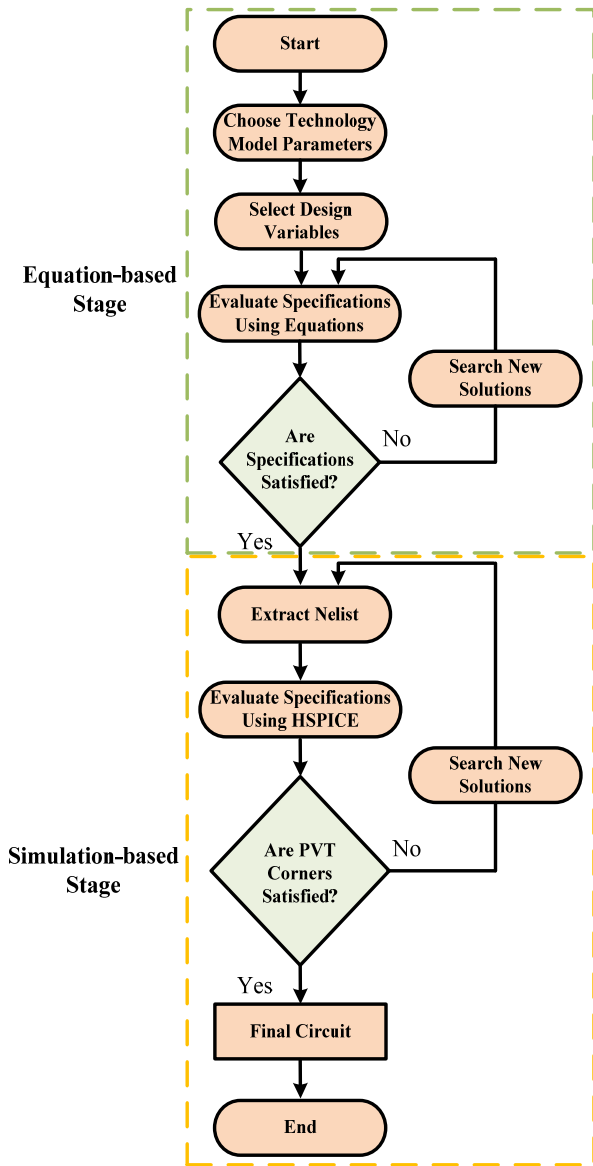 Start
Choose Technology
Model Parameters
Select Design
Variables
Equation-based
Stage
Evaluate Specifications
Using Equations
Search New
Solutions
Are
Specifications
Satisfied?
No
Yes
Extract Nelist
Evaluate Specifications
Using HSPICE
Search New
Solutions
Simulation-based
Stage
Are PVT
Corners
Satisfied?
No
Yes
Final Circuit
End